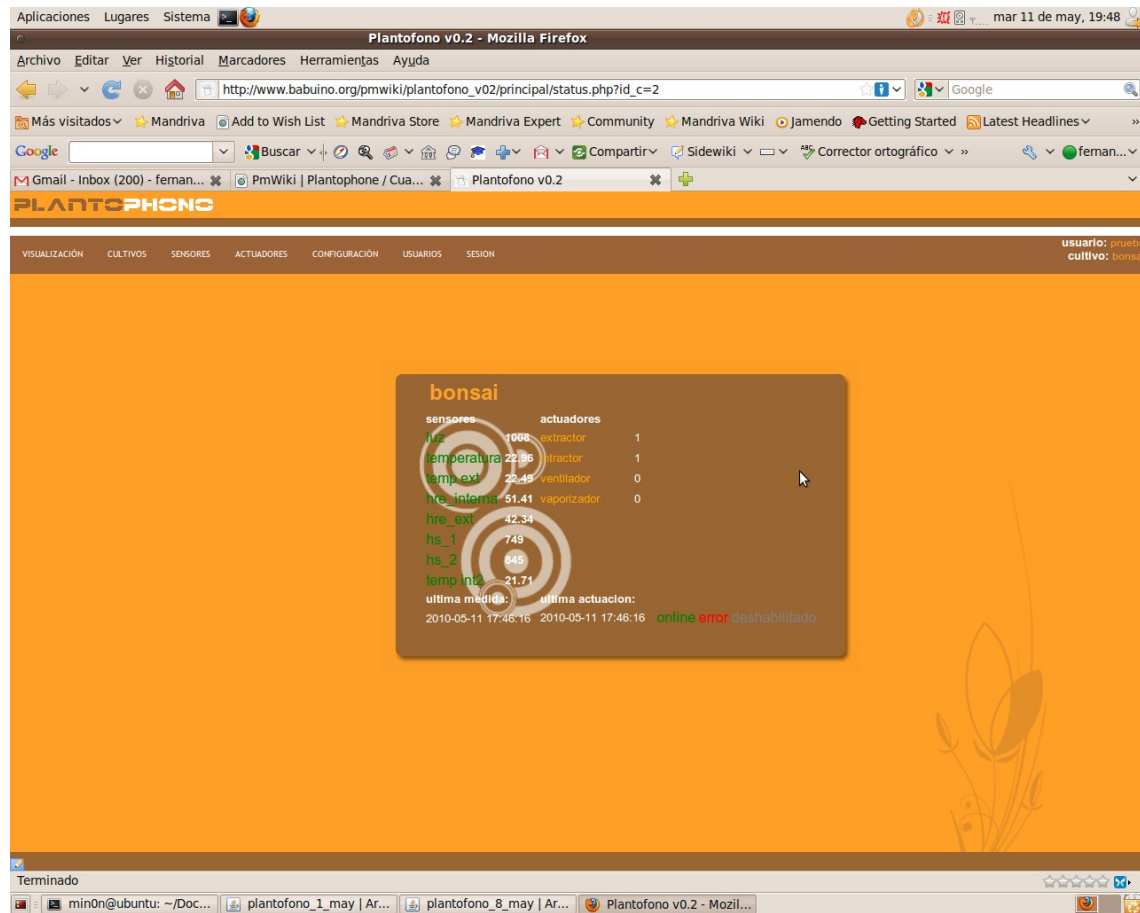 Aplicaciones Lugares Sistema mar 11 de may, 19:48
Plantofono v0.2 - Mozilla Firefox
Archivo Editar Ver Historial Marcadores Herramientas Ayuda
http://www.babuino.org/pmwiki/plantofono_v02/principal/status.php?id_c=2 Google
Más visitados Mandriva Add to Wish List Mandriva Store Mandriva Expert Community Mandriva Wiki Jamendo Getting Started Latest Headlines »
Google Buscar Compartir Sidewiki Corrector ortográfico » fernan...
Gmail - Inbox (200) - fernan... PmWiki | Plantophone / Cua... Plantofono v0.2
PLANTOPHONO
usuario: prueb
VISUALIZACIÓN CULTIVOS SENSORES ACTUADORES CONFIGURACIÓN USUARIOS SESION
cultivo: bonsa
bonsai
sensores actuadores
luz 1008 extractor 1
temperatura 22.96 intractor 1
temp ext 22.49 ventilador 0
hre_interna 51.41 vaporizador 0
hre_ext 42.34
hs_1 749
hs_2 845
temp int2 21.71
ultima medida: ultima actuacion:
2010-05-11 17:46:16 2010-05-11 17:46:16 online error deshabilitado
Terminado
min0n@ubuntu: ~/Doc... plantofono_1_may | Ar... plantofono_8_may | Ar... Plantofono v0.2 - Mozil...